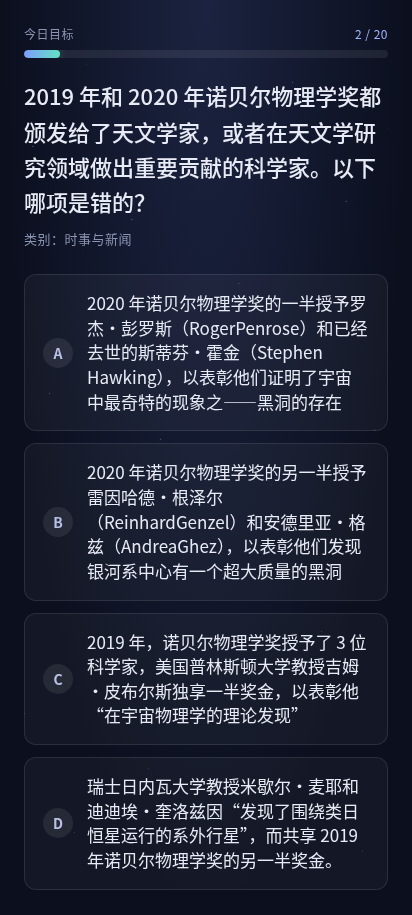 今日目标
2 / 20
2019 年和 2020 年诺贝尔物理学奖都
颁发给了天文学家，或者在天文学研
究领域做出重要贡献的科学家。以下
哪项是错的？
类别：时事与新闻
A
2020 年诺贝尔物理学奖的一半授予罗
杰・彭罗斯（RogerPenrose）和已经
去世的斯蒂芬・霍金（Stephen
Hawking），以表彰他们证明了宇宙
中最奇特的现象之——黑洞的存在
B
2020 年诺贝尔物理学奖的另一半授予
雷因哈德・根泽尔
（ReinhardGenzel）和安德里亚・格
兹（AndreaGhez），以表彰他们发现
银河系中心有一个超大质量的黑洞
C
2019 年，诺贝尔物理学奖授予了 3 位
科学家，美国普林斯顿大学教授吉姆
・皮布尔斯独享一半奖金，以表彰他
“在宇宙物理学的理论发现”
D
瑞士日内瓦大学教授米歇尔・麦耶和
迪迪埃・奎洛兹因“发现了围绕类日
恒星运行的系外行星”，而共享 2019
年诺贝尔物理学奖的另一半奖金。